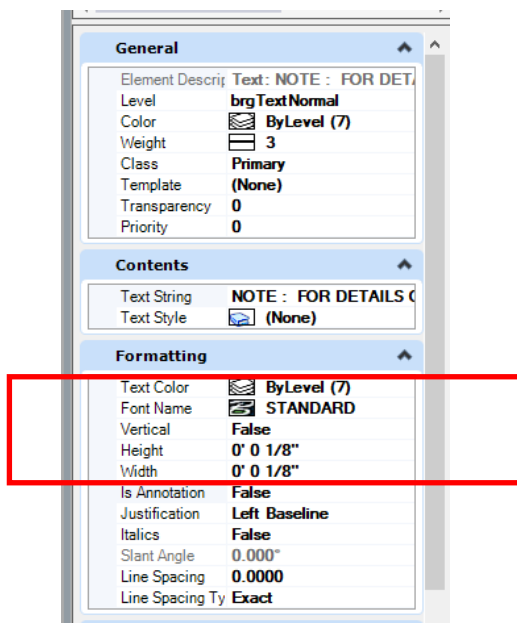 General
Element Descrip Text: NOTE : FOR DETA
Level brgTextNormal
Color ByLevel (7)
Weight 3
Class Primary
Template (None)
Transparency 0
Priority 0
Contents
Text String NOTE : FOR DETAILS O
Text Style (None)
Formatting
Text Color ByLevel (7)
Font Name STANDARD
Vertical False
Height 0' 0 1/8"
Width 0' 0 1/8"
Is Annotation False
Justification Left Baseline
Italics False
Slant Angle 0.000°
Line Spacing 0.0000
Line Spacing Ty Exact